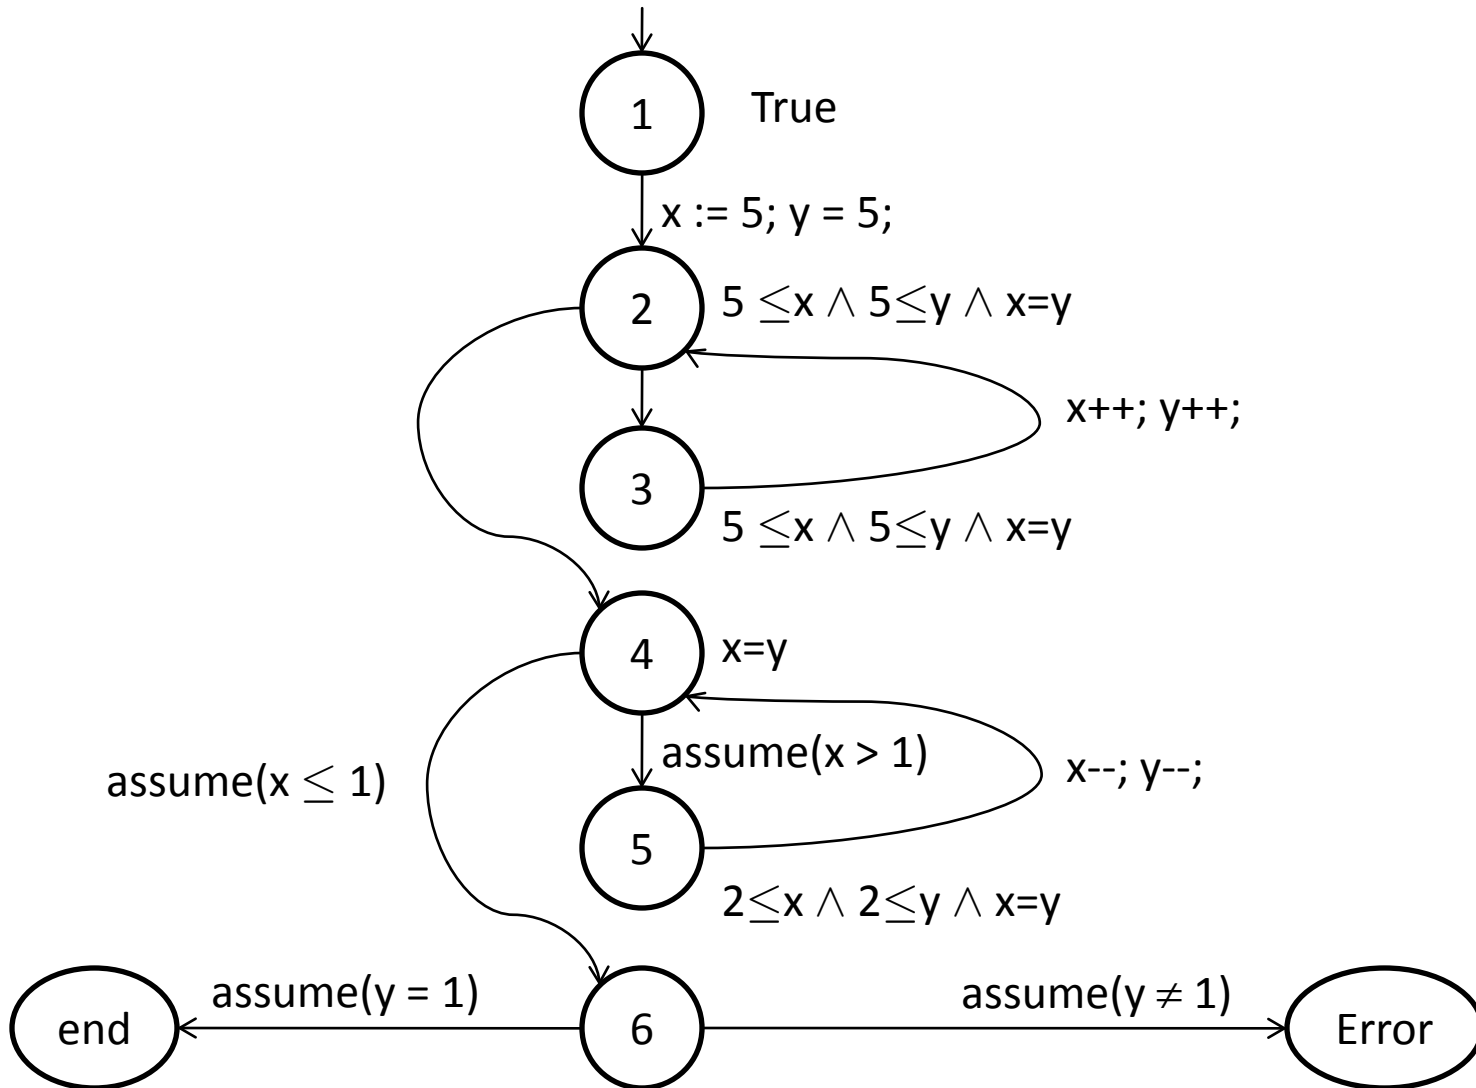 1 True
x := 5; y = 5;
2 5 ≤x ∧ 5≤y ∧ x=y
x++; y++;
3
5 ≤x ∧ 5≤y ∧ x=y
4 x=y
assume(x > 1)
assume(x ≤ 1)
x--; y--;
5
2≤x ∧ 2≤y ∧ x=y
assume(y = 1)
assume(y ≠ 1)
end 6 Error